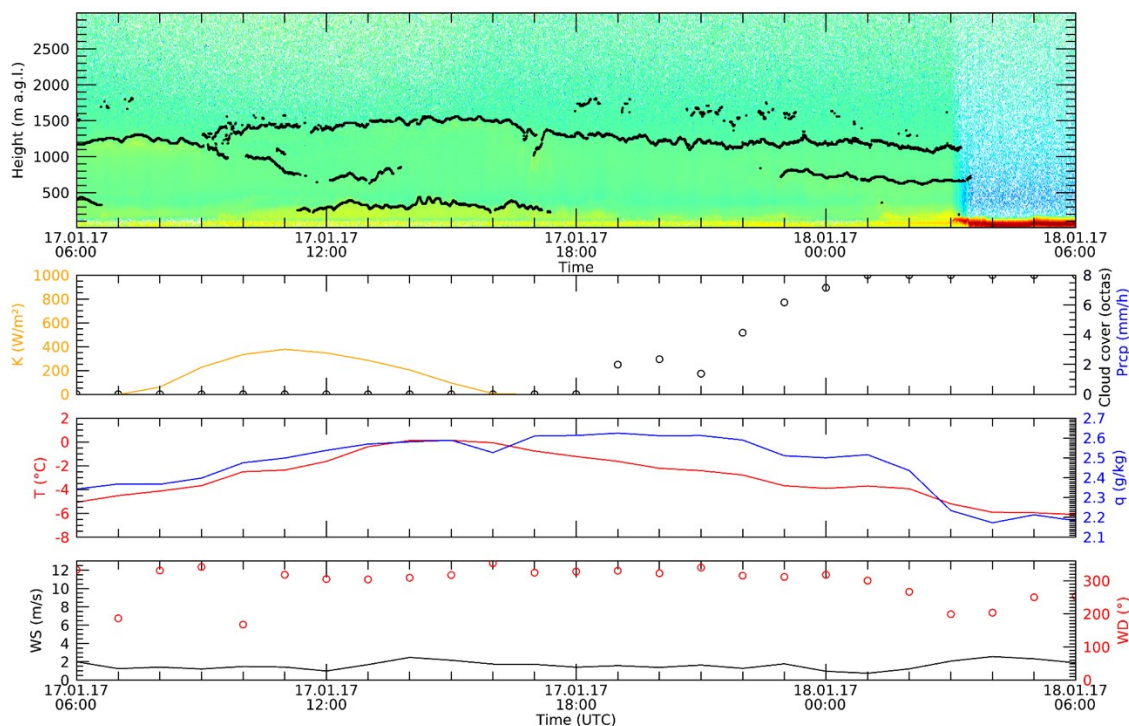 2500
2000
1500
1000
500
Height (m a.g.l.)
17.01.17 17.01.17 17.01.17 18.01.17 18.01.17
06:00 12:00 18:00 00:00 06:00
Time
1000
800
600
400
200
0
K (W/m²)
8
6
4
2
0
Cloud cover (octas)
Prcp (mm/h)
2
0
-2
-4
-6
-8
T (°C)
2.7
2.6
2.5
2.4
2.3
2.2
2.1
q (g/kg)
12
10
8
6
4
2
0
WS (m/s)
300
200
100
0
WD (°)
17.01.17 17.01.17 17.01.17 18.01.17 18.01.17
06:00 12:00 18:00 00:00 06:00
Time (UTC)